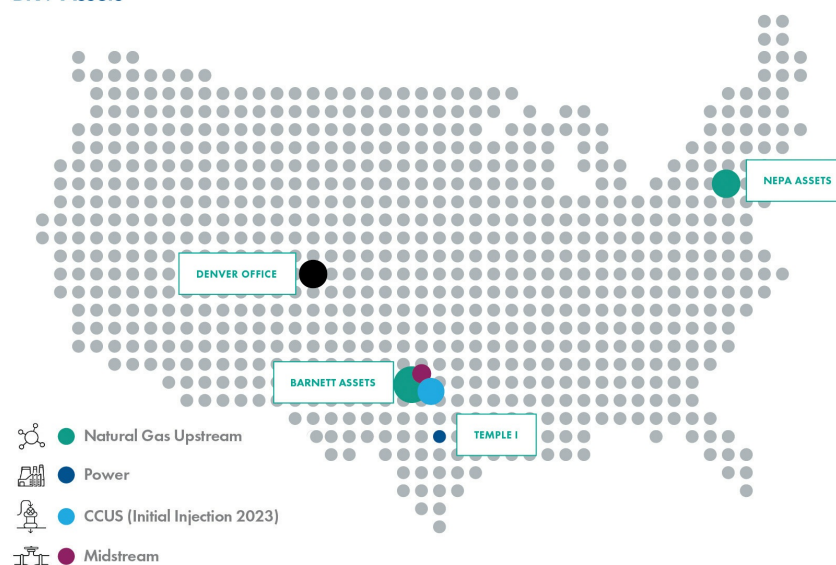 NEPA ASSETS
DENVER OFFICE
BARNETT ASSETS
TEMPLE I
Natural Gas Upstream
Power
CCUS (Initial Injection 2023)
Midstream